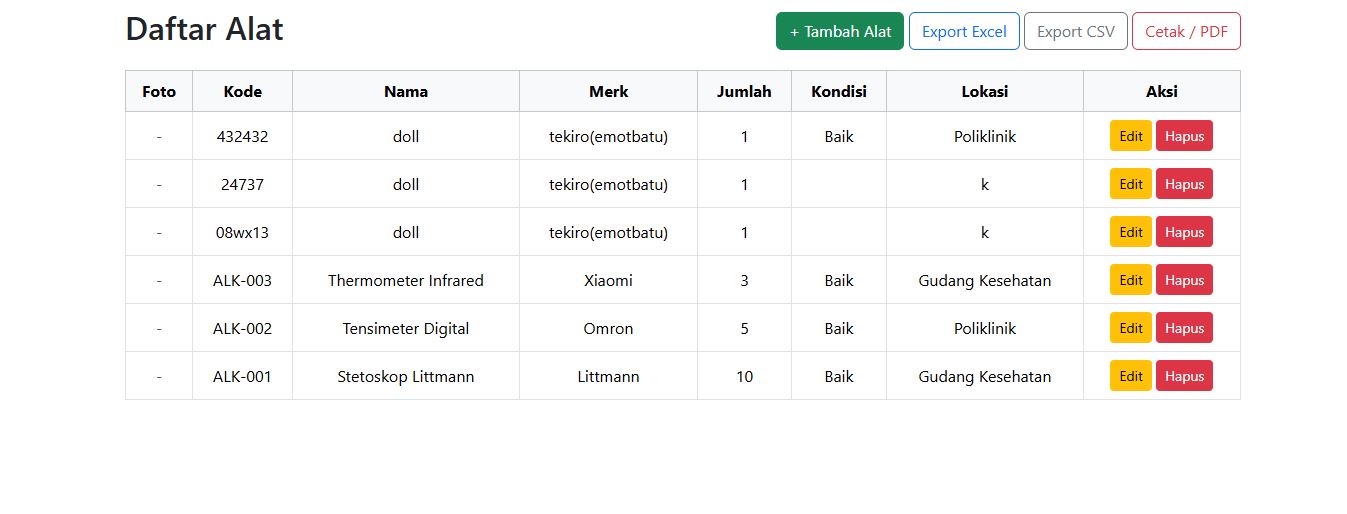 Daftar Alat
+ Tambah Alat Export Excel Export CSV Cetak / PDF
Foto Kode Nama Merk Jumlah Kondisi Lokasi Aksi
- 432432 doll tekiro(emotbatu) 1 Baik Poliklinik Edit Hapus
- 24737 doll tekiro(emotbatu) 1 k Edit Hapus
- 08wx13 doll tekiro(emotbatu) 1 k Edit Hapus
- ALK-003 Thermometer Infrared Xiaomi 3 Baik Gudang Kesehatan Edit Hapus
- ALK-002 Tensimeter Digital Omron 5 Baik Poliklinik Edit Hapus
- ALK-001 Stetoskop Littmann Littmann 10 Baik Gudang Kesehatan Edit Hapus